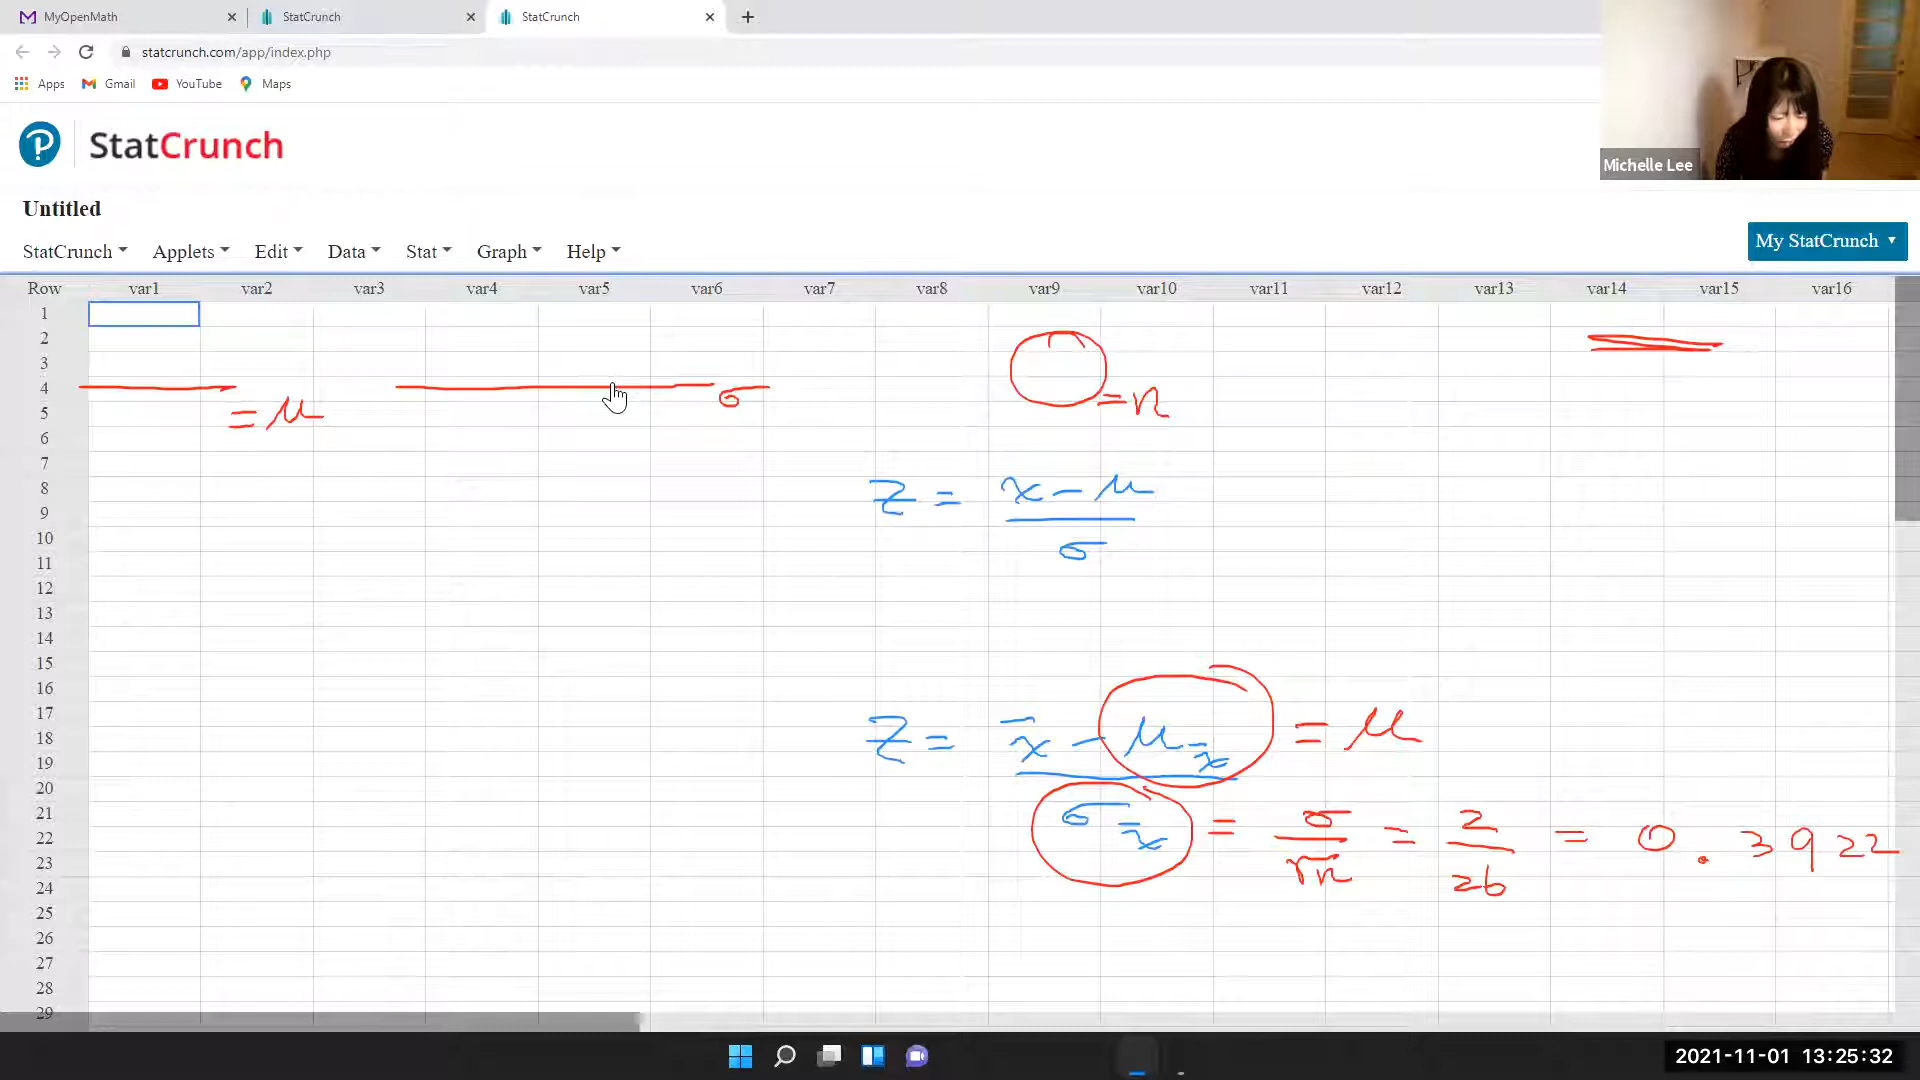 MyOpenMath StatCrunch StatCrunch
statcrunch.com/app/index.php
Apps Gmail YouTube Maps
P StatCrunch
Michelle Lee
Untitled
StatCrunch Applets Edit Data Stat Graph Help
My StatCrunch
Row var1 var2 var3 var4 var5 var6 var7 var8 var9 var10 var11 var12 var13 var14 var15 var16
1
2
3
4
= μ σ = n
5
6
7
8
z = x - μ
9
10
σ
11
12
13
14
15
16
17
18
z = x̄ - μ_x̄ = μ
19
20
21
22
σ_x̄ = σ/√n = 2/26 = 0.3922
23
24
25
26
27
28
29
2021-11-01 13:25:32